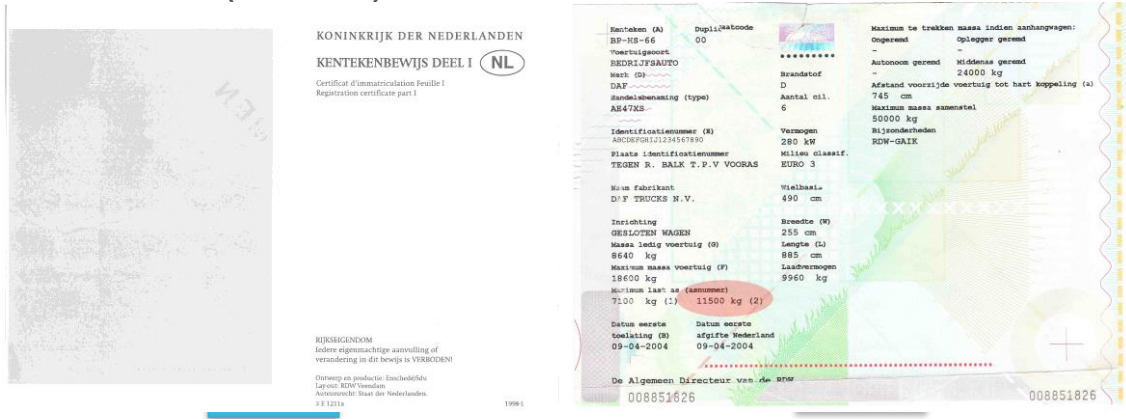 KONINKRIJK DER NEDERLANDEN
KENTEKENBEWIJS DEEL I NL
Certificat d'immatriculation Feuille I
Registration certificate part I
RIJKSEIGENDOM
Iedere eigenmachtige aanvulling of
verandering in dit bewijs is VERBODEN!
Ontwerp en productie: Enschedé/Sdu
Lay-out: RDW Veendam
Auteursrecht: Staat der Nederlanden.
3 E 1211a 1998-1
Kenteken (A) Duplicaatcode
BP-HS-66 00
Voertuigsoort
BEDRIJFSAUTO
Merk (D) Brandstof
DAF D
Handelsbenaming (type) Aantal cil.
AE47XS 6
Identificatienummer (E) Vermogen
ABCDEFGHIJ1234567890 280 kW
Plaats identificatienummer Milieu classif.
TEGEN R. BALK T.P.V VOORAS EURO 3
Naam fabrikant Wielbasis
DAF TRUCKS N.V. 490 cm
Inrichting Breedte (W)
GESLOTEN WAGEN 255 cm
Massa ledig voertuig (G) Lengte (L)
8640 kg 885 cm
Maximum massa voertuig (F) Laadvermogen
18600 kg 9960 kg
Maximum last as (asnummer)
7100 kg (1) 11500 kg (2)
Datum eerste Datum eerste
toelating (B) afgifte Nederland
09-04-2004 09-04-2004
De Algemeen Directeur van de RDW
008851826 008851826
Maximum te trekken massa indien aanhangwagen:
Ongeremd Oplegger geremd
- -
Autonoom geremd Middenas geremd
- 24000 kg
Afstand voorzijde voertuig tot hart koppeling (a)
745 cm
Maximum massa samenstel
50000 kg
Bijzonderheden
RDW-GAIK